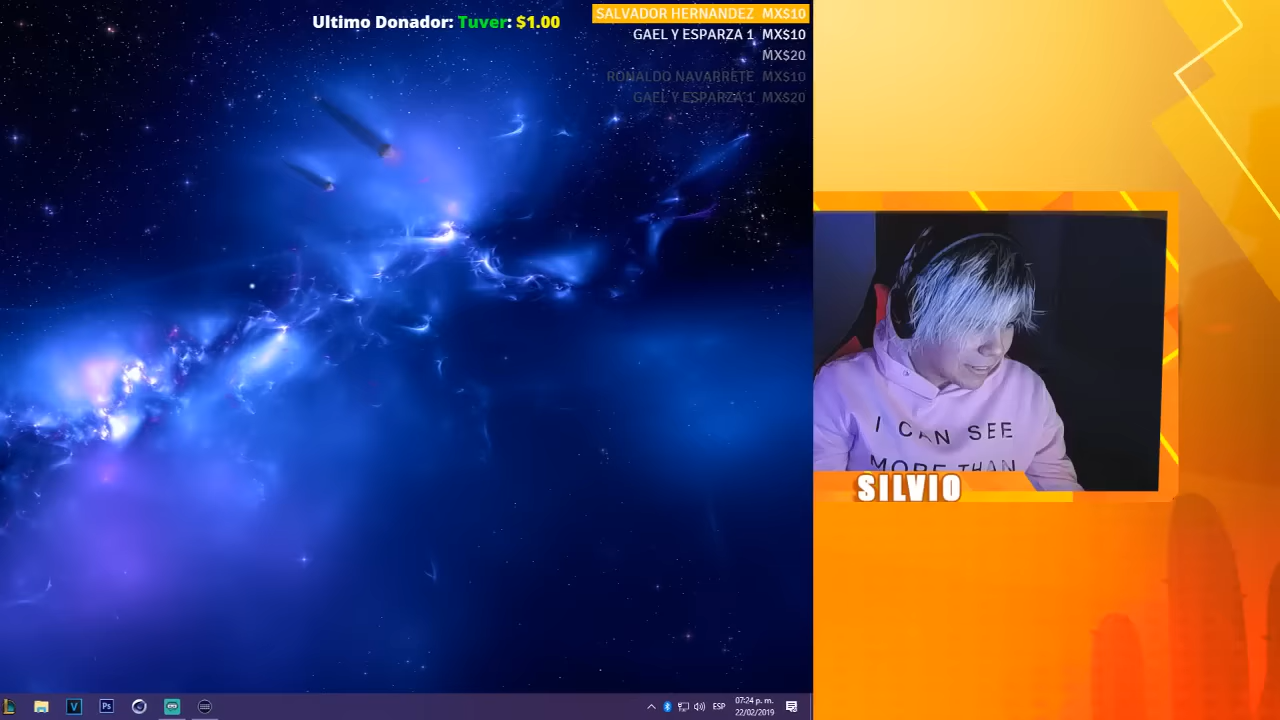 Ultimo Donador: Tuver: $1.00
SALVADOR HERNANDEZ MX$10
GAEL Y ESPARZA 1 MX$10
MX$20
RONALDO NAVARRETE MX$10
GAEL Y ESPARZA 1 MX$20
I CAN SEE
MORE THAN
SILVIO
V
Ps
ESP
07:24 p. m.
22/02/2019